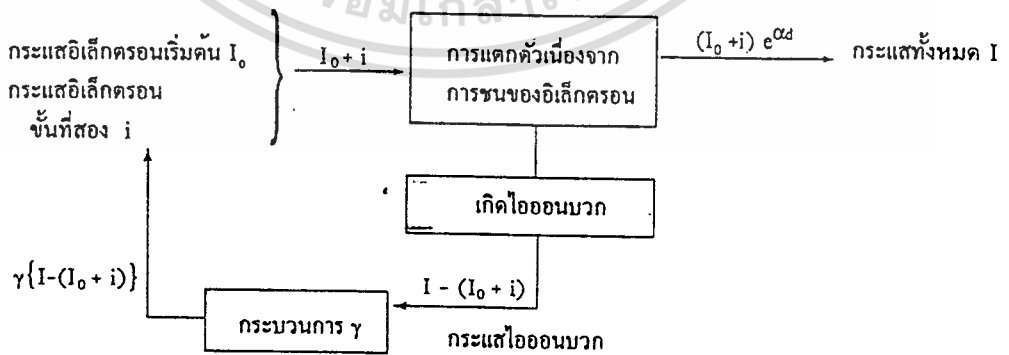 กระแสอิเล็กตรอนเริ่มต้น I₀
กระแสอิเล็กตรอน
ขั้นที่สอง i
I₀ + i
การแตกตัวเนื่องจาก
การชนของอิเล็กตรอน
(I₀ +i) e^αd
กระแสทั้งหมด I
เกิดไอออนบวก
I − (I₀ + i)
กระแสไอออนบวก
กระบวนการ γ
γ{I-(I₀ + i)}